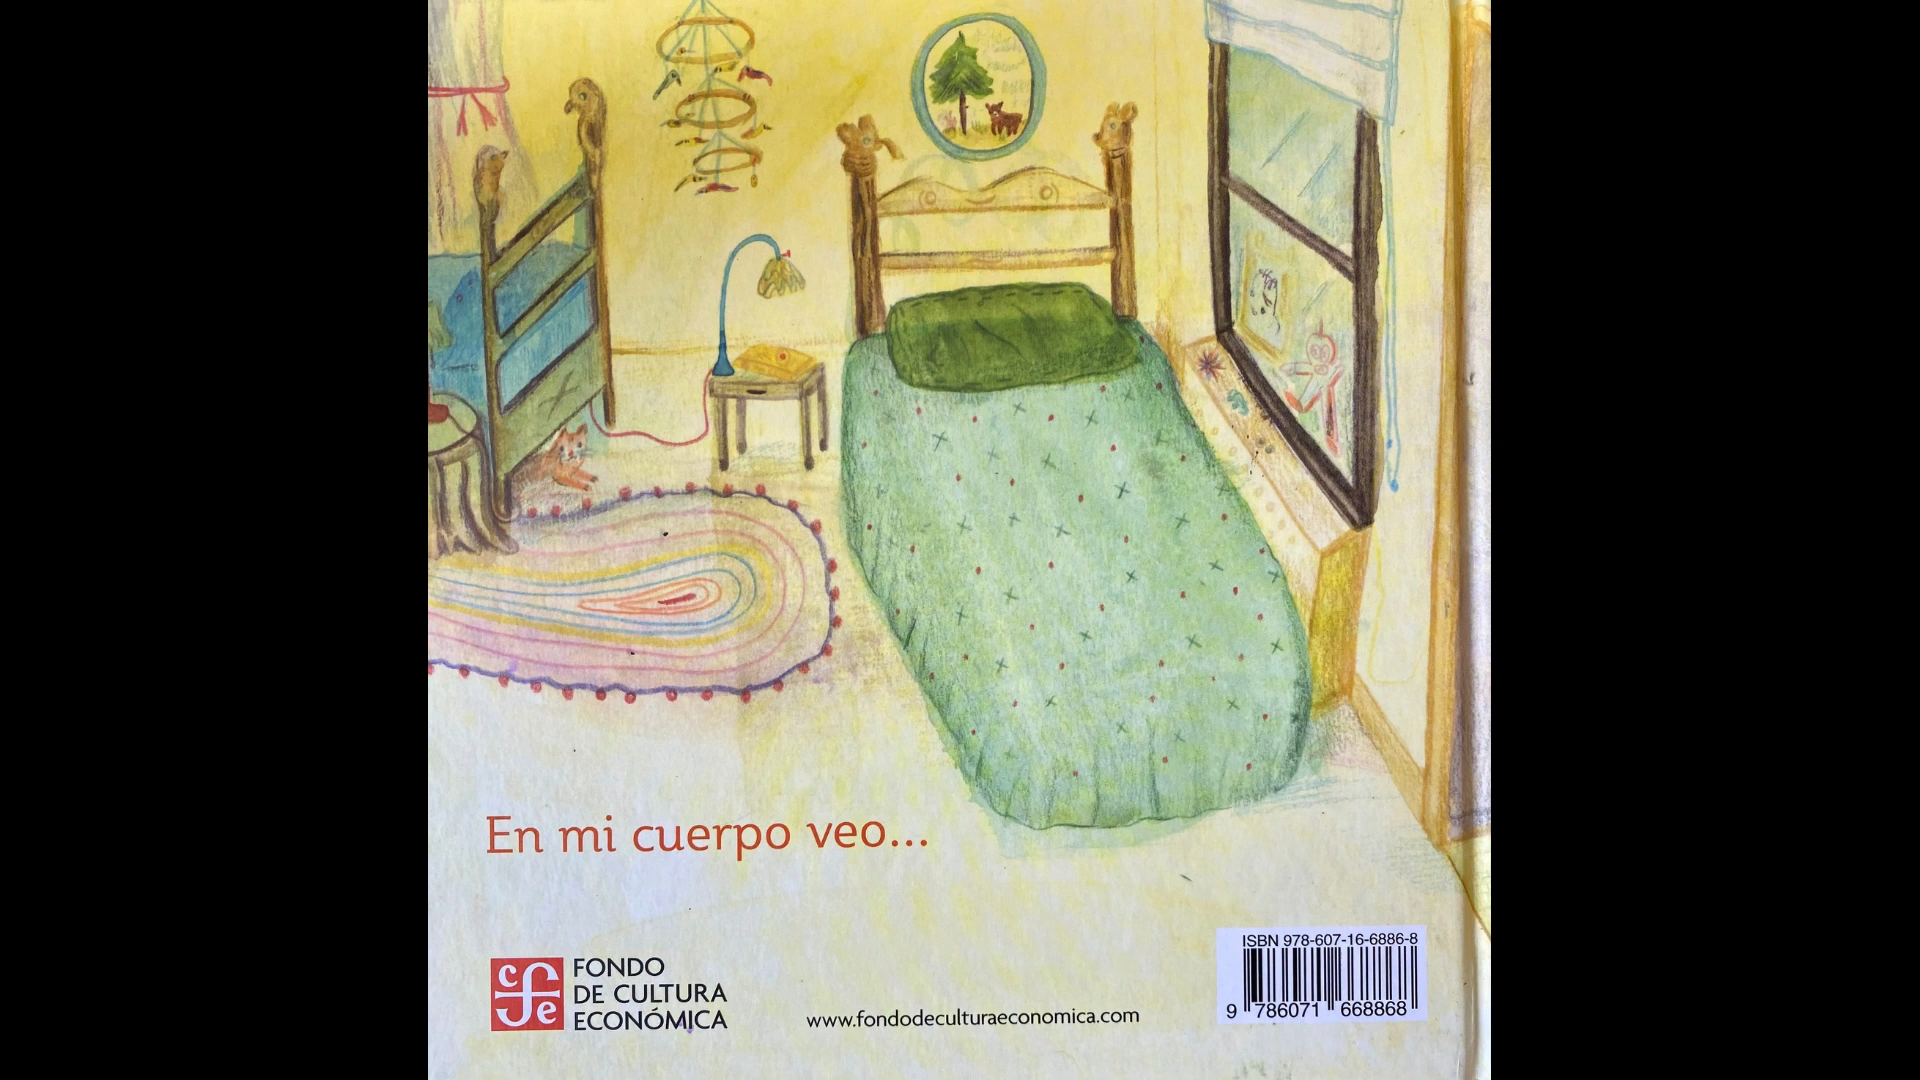 En mi cuerpo veo...
cfe
FONDO
DE CULTURA
ECONÓMICA
www.fondodeculturaeconomica.com
ISBN 978-607-16-6886-8
9 786071 668868